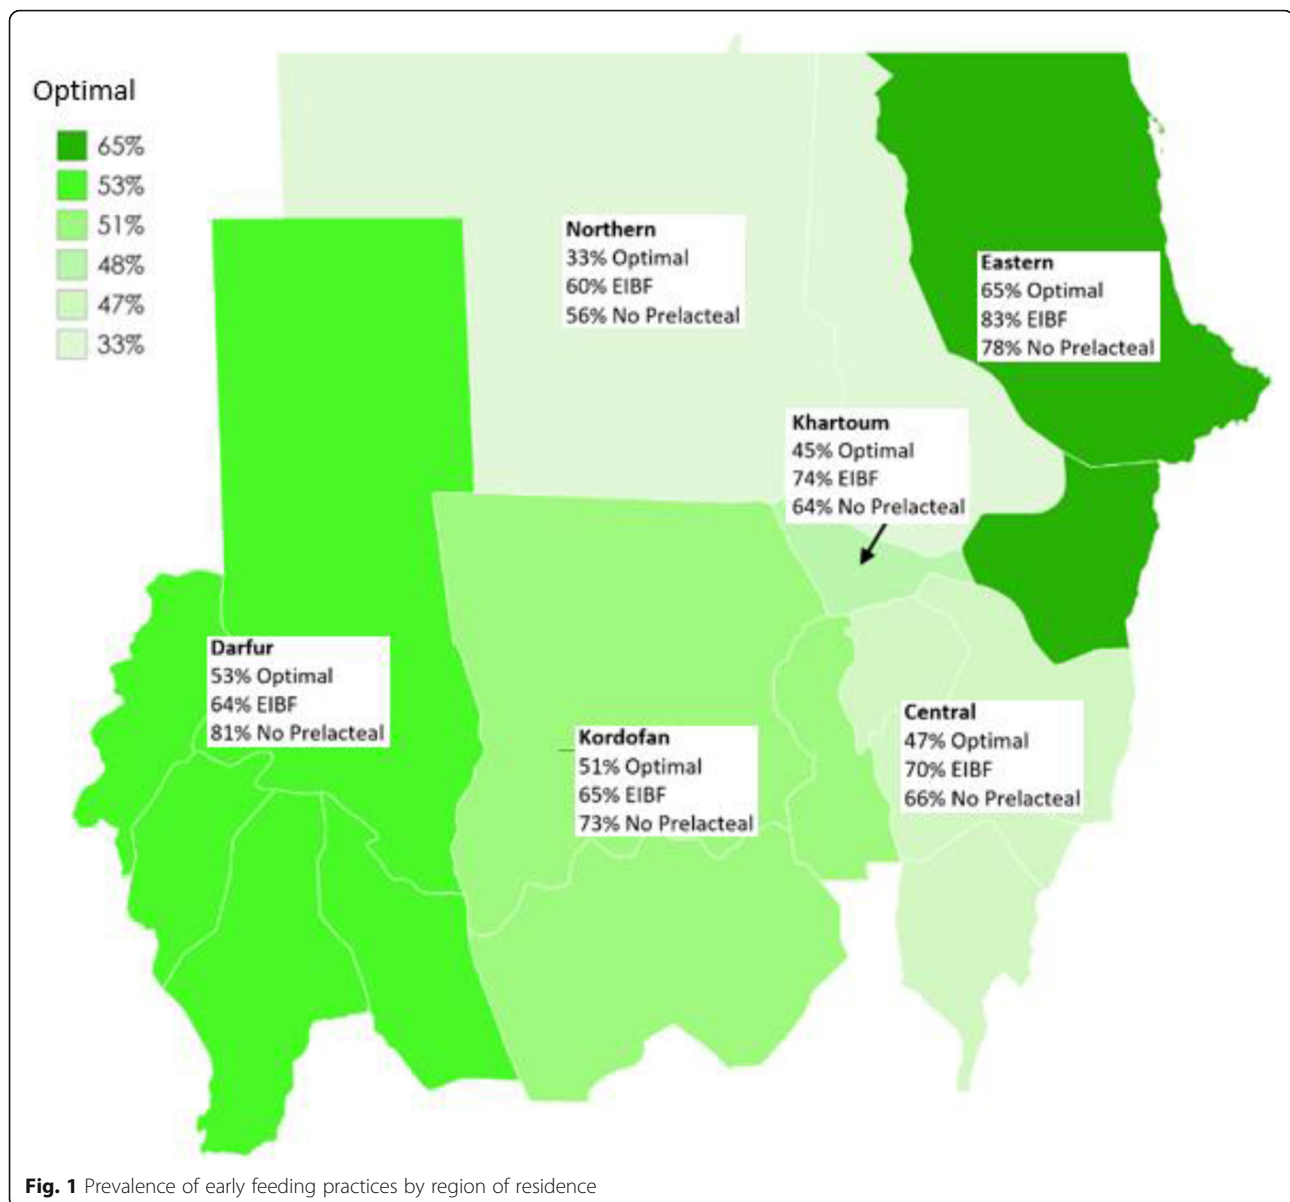 Optimal
65%
53%
51%
48%
47%
33%
Northern
33% Optimal
60% EIBF
56% No Prelacteal
Eastern
65% Optimal
83% EIBF
78% No Prelacteal
Khartoum
45% Optimal
74% EIBF
64% No Prelacteal
Darfur
53% Optimal
64% EIBF
81% No Prelacteal
Kordofan
51% Optimal
65% EIBF
73% No Prelacteal
Central
47% Optimal
70% EIBF
66% No Prelacteal
Fig. 1 Prevalence of early feeding practices by region of residence